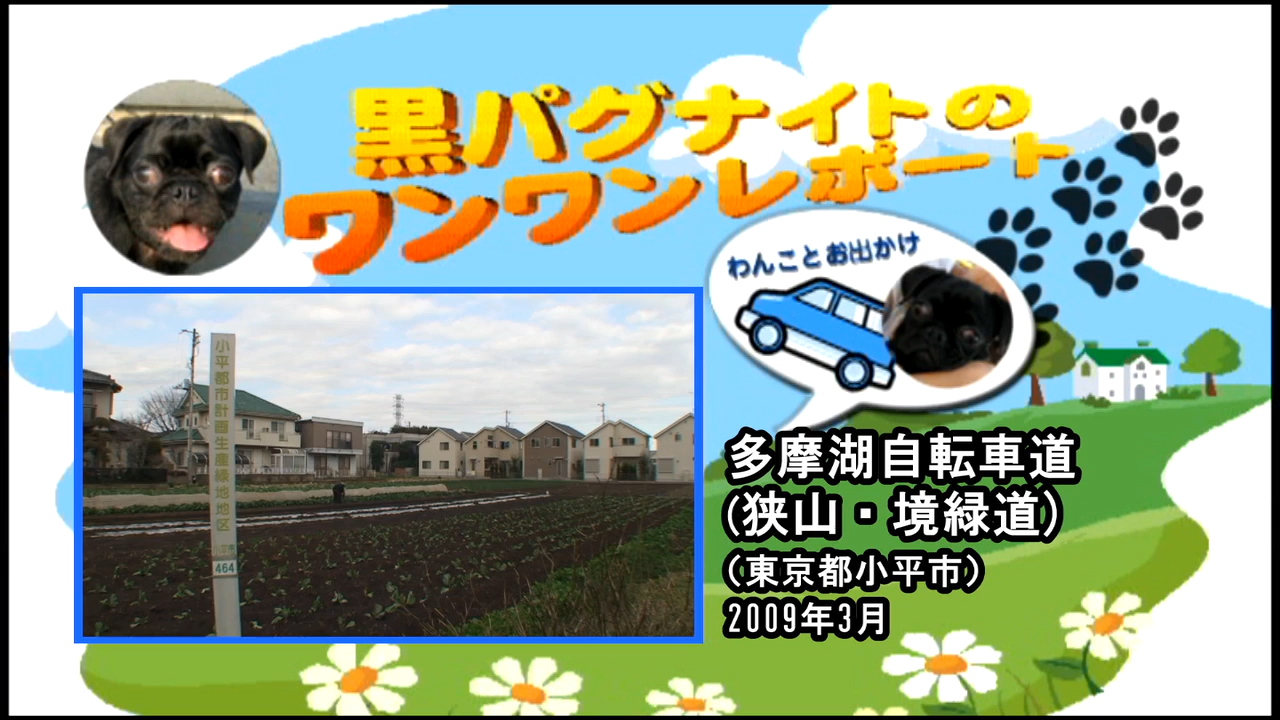 黒パグナイトの
ワンワンレポート
わんことお出かけ
小平都市計画生産緑地地区
464
多摩湖自転車道
(狭山・境緑道)
(東京都小平市)
2009年3月